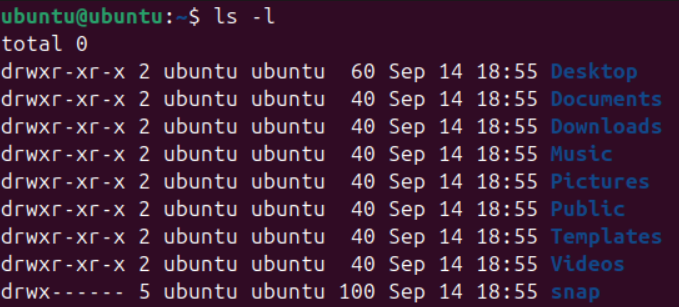 ubuntu@ubuntu:~$ ls -l
total 0
drwxr-xr-x 2 ubuntu ubuntu  60 Sep 14 18:55 Desktop
drwxr-xr-x 2 ubuntu ubuntu  40 Sep 14 18:55 Documents
drwxr-xr-x 2 ubuntu ubuntu  40 Sep 14 18:55 Downloads
drwxr-xr-x 2 ubuntu ubuntu  40 Sep 14 18:55 Music
drwxr-xr-x 2 ubuntu ubuntu  40 Sep 14 18:55 Pictures
drwxr-xr-x 2 ubuntu ubuntu  40 Sep 14 18:55 Public
drwxr-xr-x 2 ubuntu ubuntu  40 Sep 14 18:55 Templates
drwxr-xr-x 2 ubuntu ubuntu  40 Sep 14 18:55 Videos
drwx------ 5 ubuntu ubuntu 100 Sep 14 18:55 snap